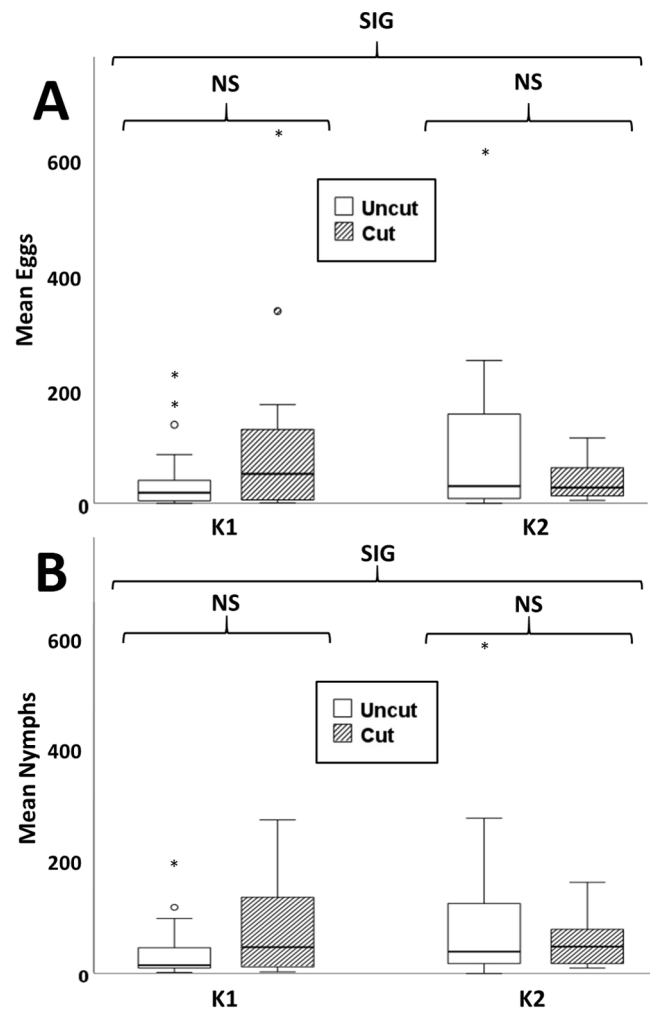 SIG
A
NS
NS
600
Uncut
Cut
400
Mean Eggs
200
0
K1
K2
B
SIG
NS
NS
600
Uncut
Cut
400
Mean Nymphs
200
0
K1
K2